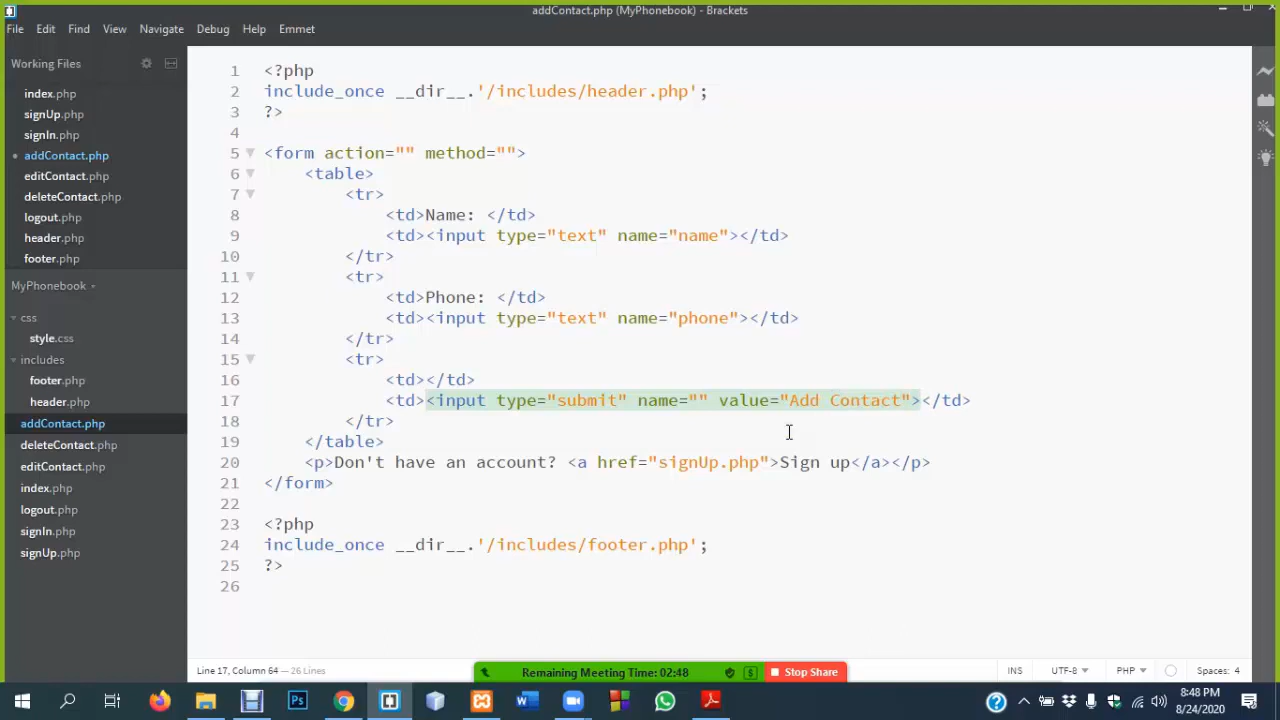 addContact.php (MyPhonebook) - Brackets
File Edit Find View Navigate Debug Help Emmet
Working Files
index.php
signUp.php
signIn.php
addContact.php
editContact.php
deleteContact.php
logout.php
header.php
footer.php
MyPhonebook
css
style.css
includes
footer.php
header.php
addContact.php
deleteContact.php
editContact.php
index.php
logout.php
signIn.php
signUp.php
1 <?php
2 include_once __dir__.'/includes/header.php';
3 ?>
4
5 <form action="" method="">
6 <table>
7 <tr>
8 <td>Name: </td>
9 <td><input type="text" name="name"></td>
10 </tr>
11 <tr>
12 <td>Phone: </td>
13 <td><input type="text" name="phone"></td>
14 </tr>
15 <tr>
16 <td></td>
17 <td><input type="submit" name="" value="Add Contact"></td>
18 </tr>
19 </table>
20 <p>Don't have an account? <a href="signUp.php">Sign up</a></p>
21 </form>
22
23 <?php
24 include_once __dir__.'/includes/footer.php';
25 ?>
26
Line 17, Column 64 — 26 Lines
INS UTF-8 PHP Spaces: 4
Remaining Meeting Time: 02:48 Stop Share
8:48 PM
8/24/2020